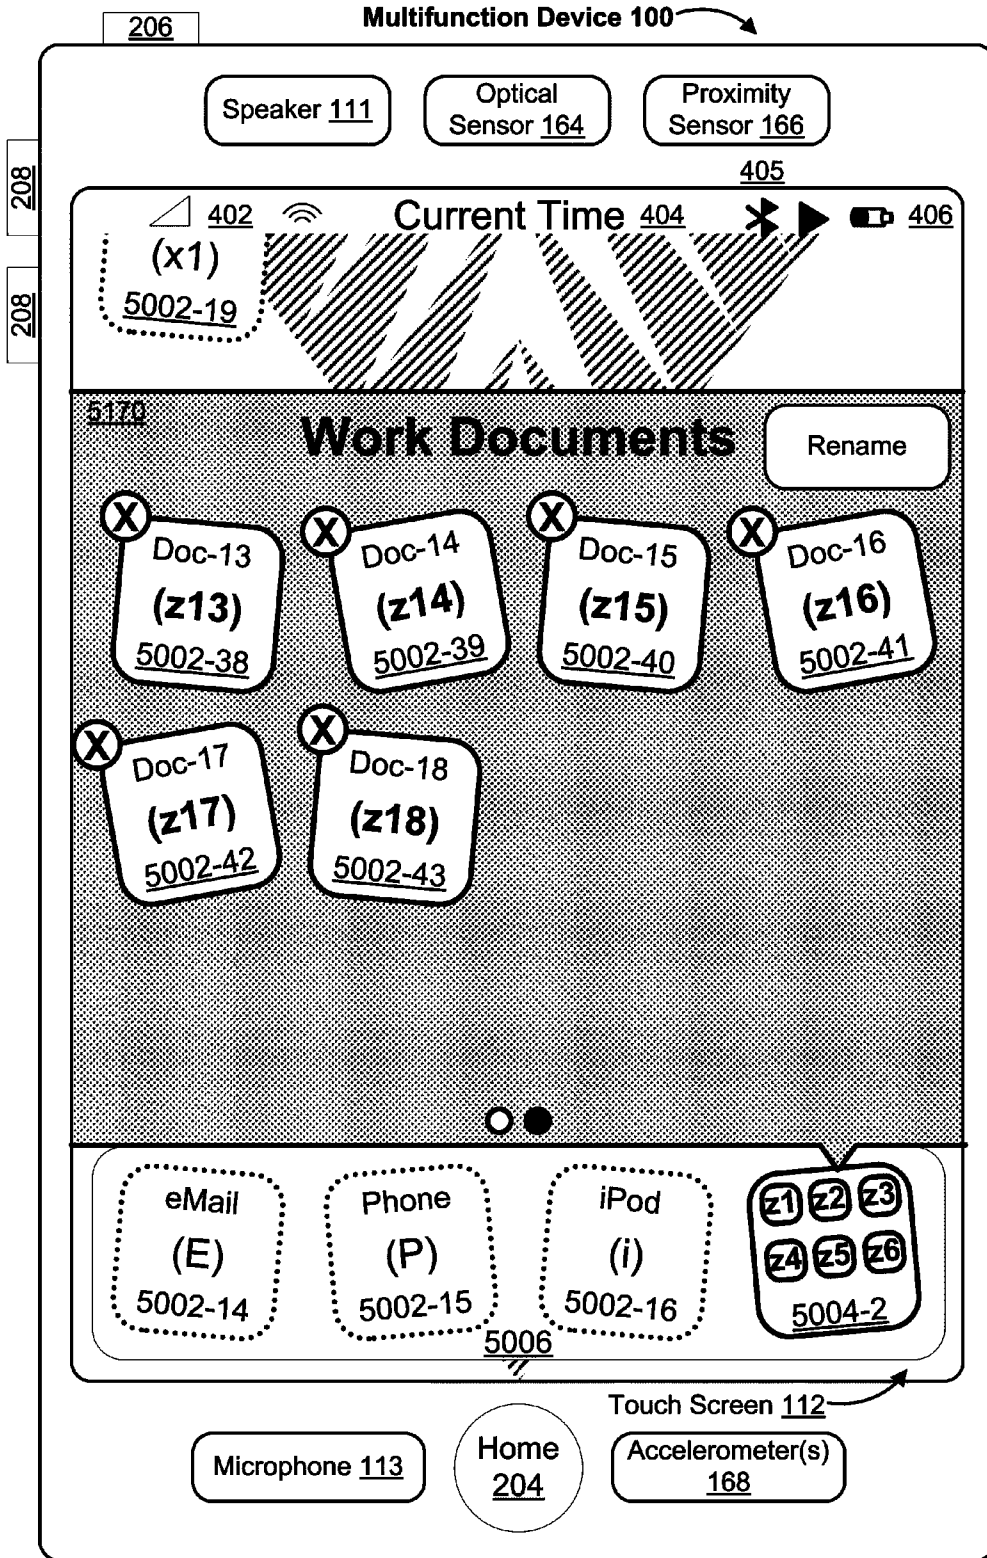 Multifunction Device 100
206
Speaker 111
Optical
Sensor 164
Proximity
Sensor 166
208
208
402
Current Time 404
405
406
(x1)
5002-19
5170
Work Documents
Rename
X
Doc-13
(z13)
5002-38
X
Doc-14
(z14)
5002-39
X
Doc-15
(z15)
5002-40
X
Doc-16
(z16)
5002-41
X
Doc-17
(z17)
5002-42
X
Doc-18
(z18)
5002-43
eMail
(E)
5002-14
Phone
(P)
5002-15
iPod
(i)
5002-16
z1 z2 z3
z4 z5 z6
5004-2
5006
Touch Screen 112
Microphone 113
Home
204
Accelerometer(s)
168